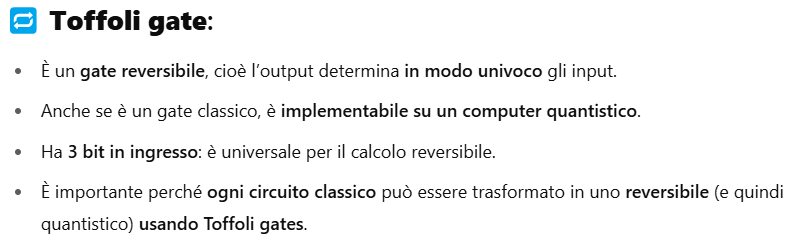 🔁 Toffoli gate:
• È un gate reversibile, cioè l’output determina in modo univoco gli input.
• Anche se è un gate classico, è implementabile su un computer quantistico.
• Ha 3 bit in ingresso: è universale per il calcolo reversibile.
• È importante perché ogni circuito classico può essere trasformato in uno reversibile (e quindi
quantistico) usando Toffoli gates.